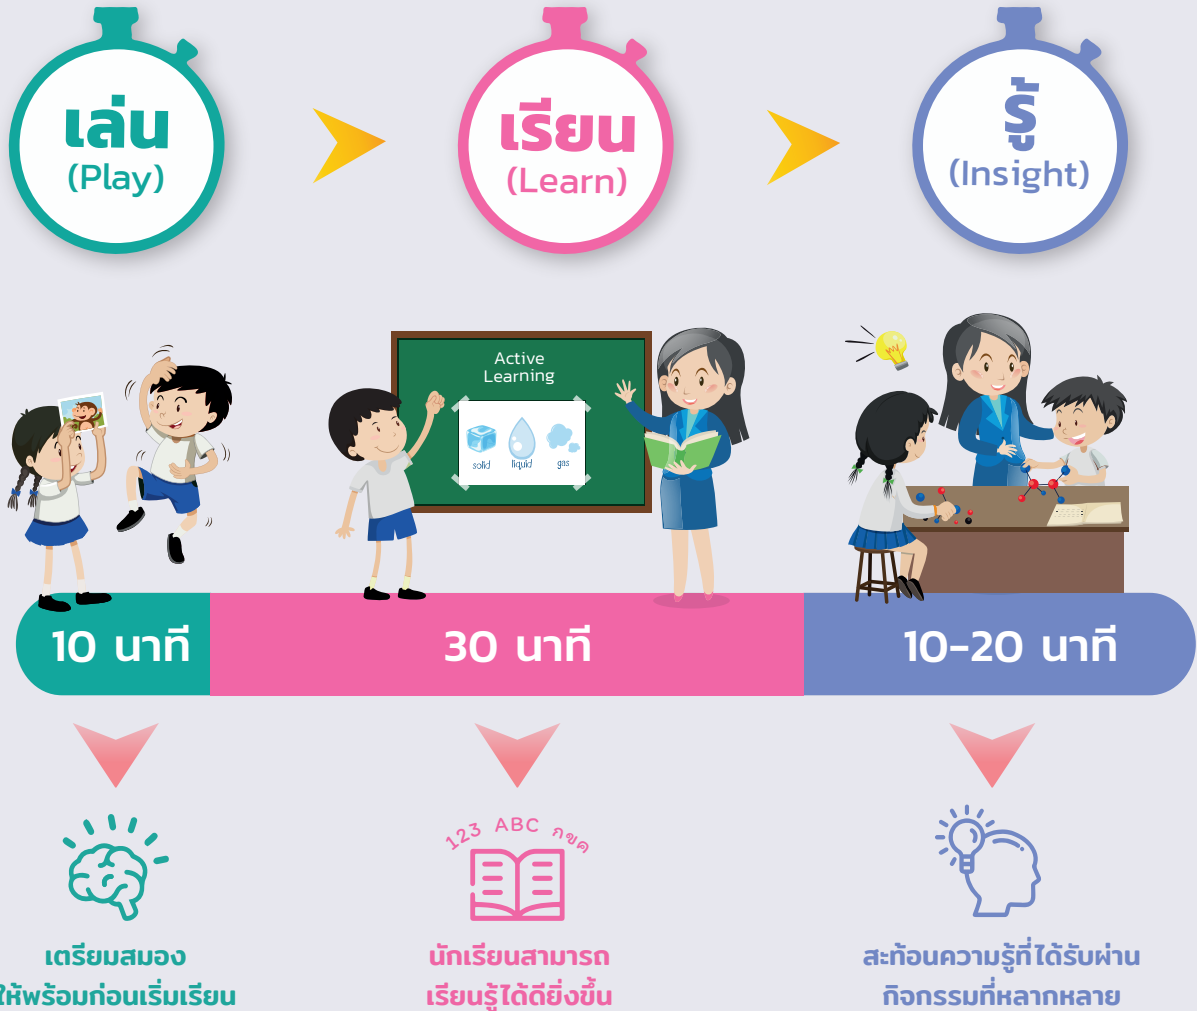 เล่น
(Play)
เรียน
(Learn)
รู้
(Insight)
Active
Learning
solid
liquid
gas
10 นาที
30 นาที
10-20 นาที
เตรียมสมอง
ให้พร้อมก่อนเริ่มเรียน
123 ABC กขค
นักเรียนสามารถ
เรียนรู้ได้ดียิ่งขึ้น
สะท้อนความรู้ที่ได้รับผ่าน
กิจกรรมที่หลากหลาย